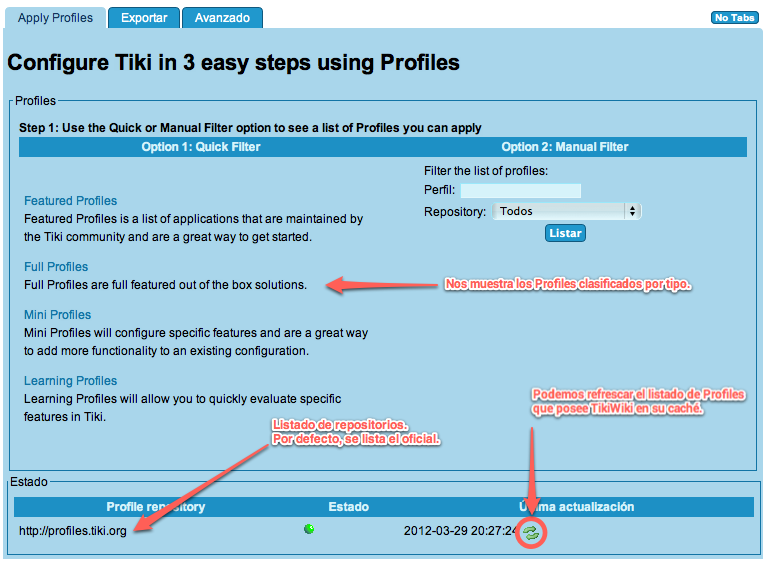 Apply Profiles Exportar Avanzado No Tabs
Configure Tiki in 3 easy steps using Profiles
Profiles
Step 1: Use the Quick or Manual Filter option to see a list of Profiles you can apply
Option 1: Quick Filter Option 2: Manual Filter
Filter the list of profiles:
Perfil:
Repository: Todos
Listar
Featured Profiles
Featured Profiles is a list of applications that are maintained by
the Tiki community and are a great way to get started.
Full Profiles
Full Profiles are full featured out of the box solutions.
Nos muestra los Profiles clasificados por tipo.
Mini Profiles
Mini Profiles will configure specific features and are a great way
to add more functionality to an existing configuration.
Learning Profiles
Learning Profiles will allow you to quickly evaluate specific
features in Tiki.
Podemos refrescar el listado de Profiles
que posee TikiWiki en su caché.
Listado de repositorios.
Por defecto, se lista el oficial.
Estado
Profile repository Estado Última actualización
http://profiles.tiki.org 2012-03-29 20:27:24